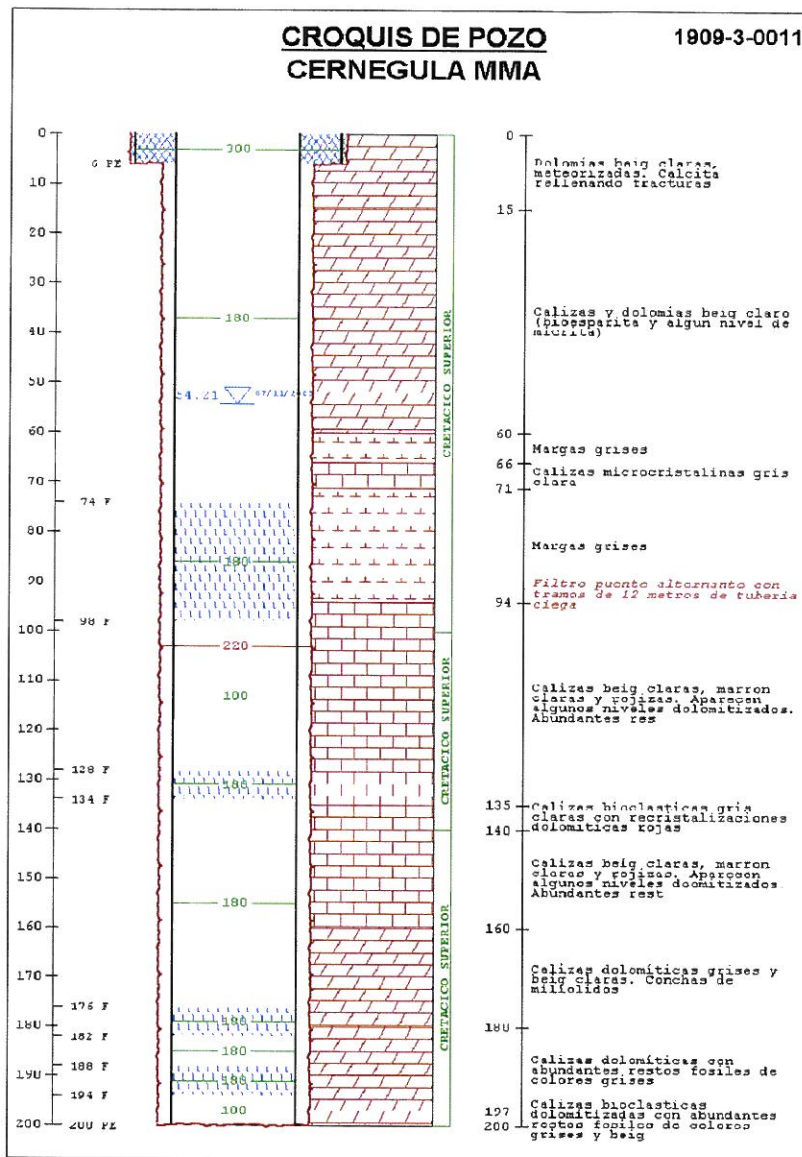 CROQUIS DE POZO
1909-3-0011
CERNEGULA MMA
0
10
20
30
40
50
60
70
80
90
100
110
120
130
140
150
160
170
180
190
200
6 PE
74 F
98 F
128 F
134 F
176 F
182 F
188 F
194 F
200 PE
300
180
54.21
180
220
100
180
180
180
180
180
100
CRETACICO SUPERIOR
CRETACICO SUPERIOR
CRETACICO SUPERIOR
0
Dolomias beig claras,
meteorizadas. Calcita
rellenando fracturas
15
Calizas y dolomias beig claro
(bioesparita y algun nivel de
micrita)
60
Margas grises
66
Calizas microcristalinas gris
clara
71
Margas grises
Filtro puente alternante con
tramos de 12 metros de tuberia
ciega
94
Calizas beig claras, marron
claras y rojizas. Aparecen
algunos niveles dolomitizados.
Abundantes res
135
Calizas bioclasticas gris
claras con recristalizaciones
dolomiticas rojas
140
Calizas beig claras, marron
claras y rojizas. Aparecen
algunos niveles doomitizados
Abundantes rest
160
Calizas dolomíticas grises y
beig claras. Conchas de
miliolidos
180
Calizas dolomíticas con
abundantes restos fosiles de
colores grises
197
Calizas bioclasticas
dolomitizadas con abundantes
restos fosiles de colores
grises y beig
200